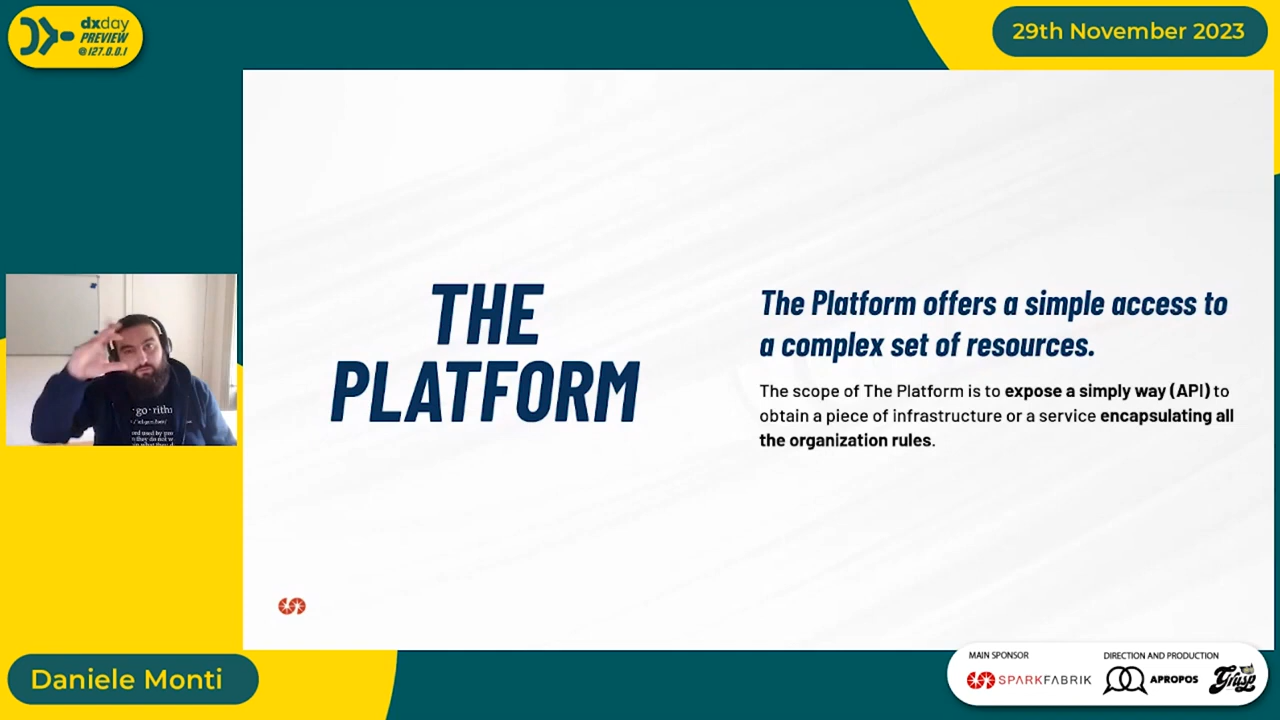 dxday
PREVIEW
@127.0.0.1
29th November 2023
THE
PLATFORM
The Platform offers a simple access to
a complex set of resources.
The scope of The Platform is to expose a simply way (API) to
obtain a piece of infrastructure or a service encapsulating all
the organization rules.
Daniele Monti
MAIN SPONSOR
SPARKFABRIK
DIRECTION AND PRODUCTION
APROPOS
Grusp